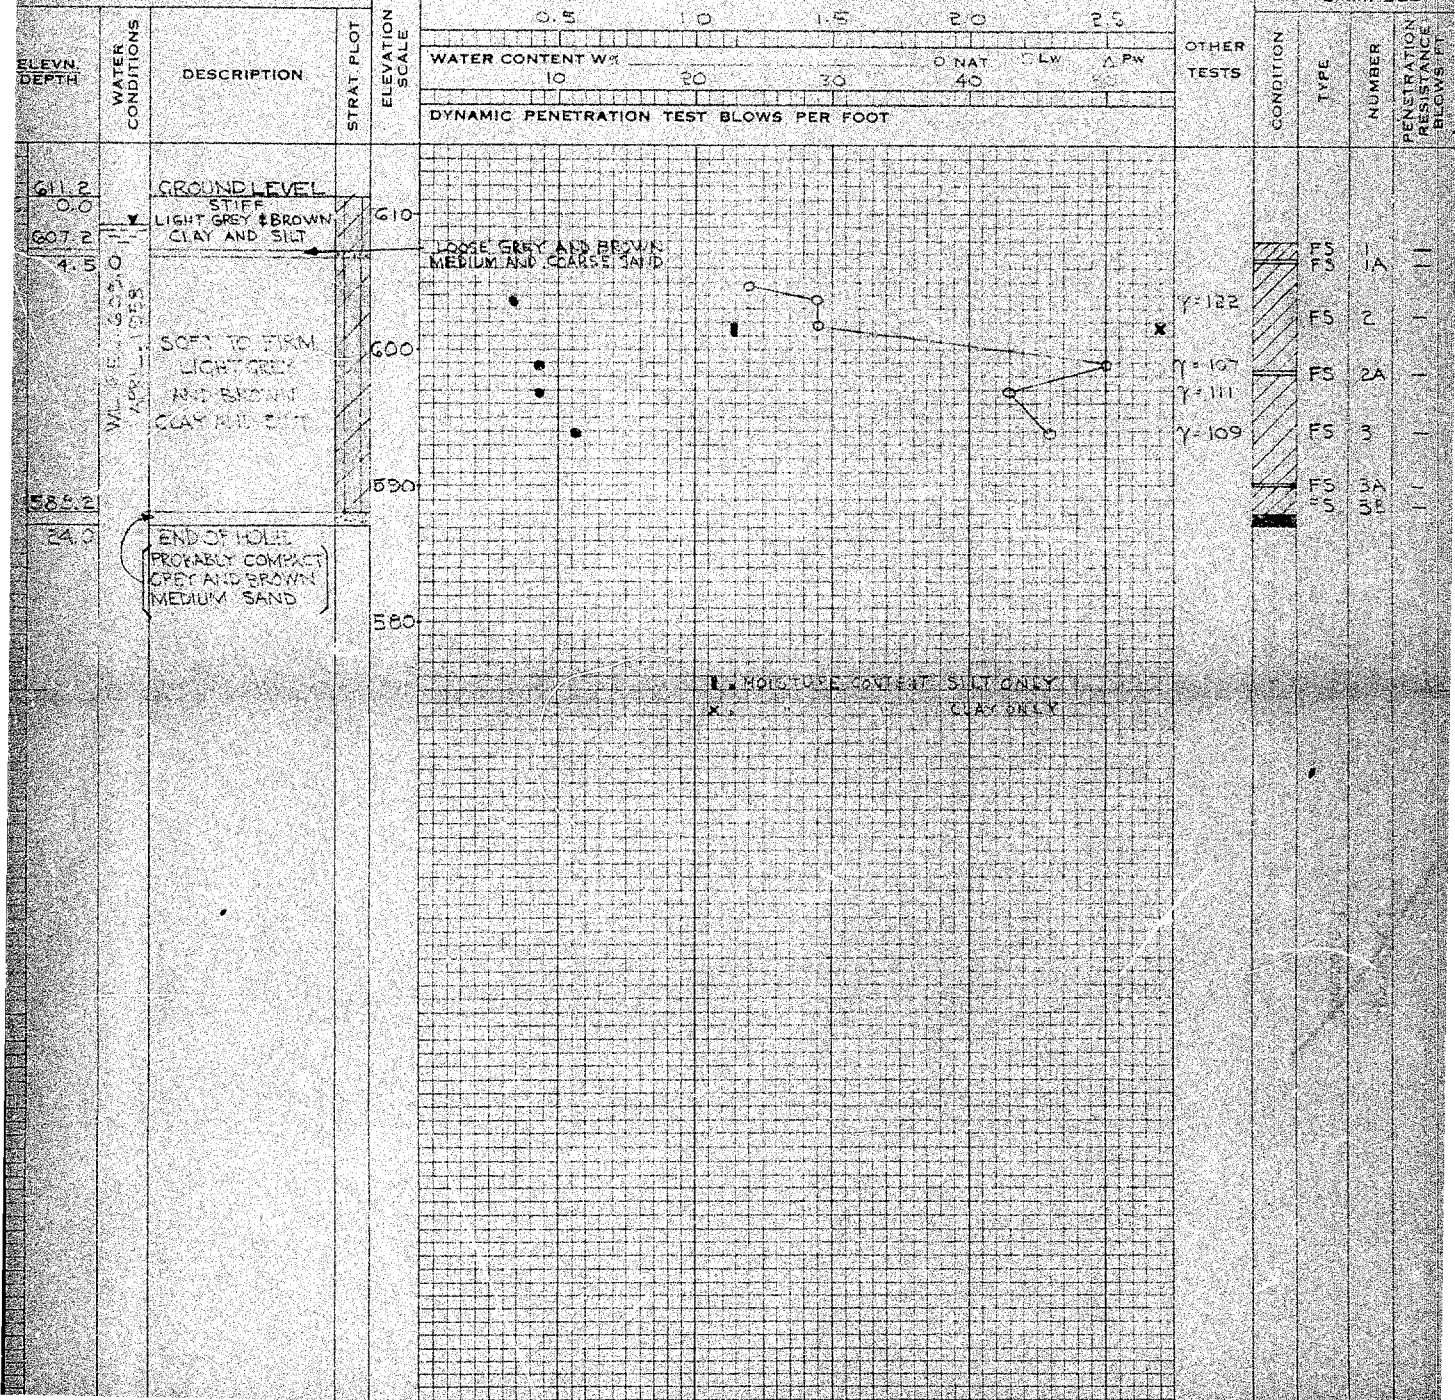 0.5 1.0 1.5 2.0 2.5
ELEVN. DEPTH
WATER CONDITIONS
DESCRIPTION
STRAT PLOT
ELEVATION SCALE
WATER CONTENT W% O NAT Lw △ Pw
10 20 30 40
DYNAMIC PENETRATION TEST BLOWS PER FOOT
OTHER TESTS
CONDITION
TYPE
NUMBER
PENETRATION RESISTANCE BLOWS/FT.
611.2
0.0
607.2
4.5
24.0
GROUND LEVEL
STIFF
LIGHT GREY & BROWN
CLAY AND SILT
LOOSE GREY AND BROWN
MEDIUM AND COARSE SAND
SOFT TO FIRM
LIGHT GREY
AND BROWN
CLAY AND SILT
END OF HOLE
PROBABLY COMPACT
GREY AND BROWN
MEDIUM SAND
610
600
590
580
γ=122
γ=107
γ=111
γ=109
FS 1 —
FS 1A —
FS 2 —
FS 2A —
FS 3 —
FS 3A —
FS 3B —
MOISTURE CONTENT SILT ONLY
x " " CLAY ONLY